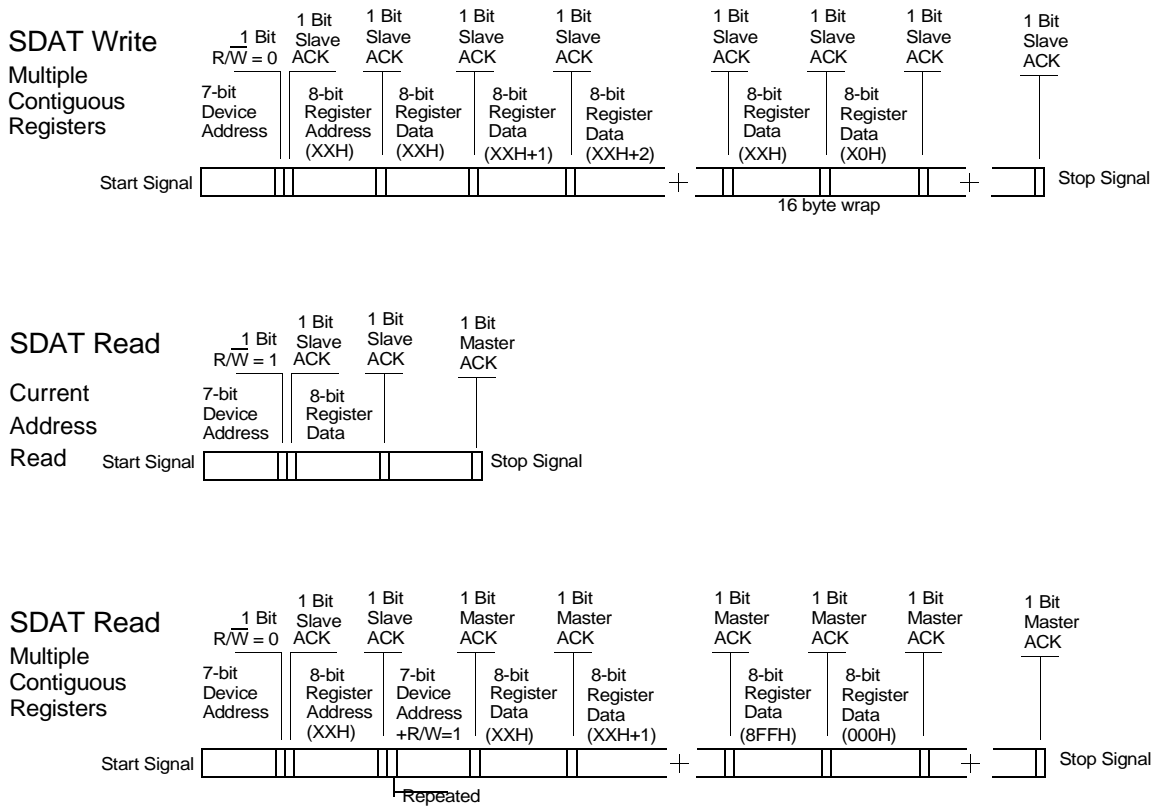 SDAT Write
Multiple
Contiguous
Registers
1 Bit
R/W = 0
1 Bit
Slave
ACK
1 Bit
Slave
ACK
1 Bit
Slave
ACK
1 Bit
Slave
ACK
1 Bit
Slave
ACK
1 Bit
Slave
ACK
1 Bit
Slave
ACK
1 Bit
Slave
ACK
7-bit
Device
Address
8-bit
Register
Address
(XXH)
8-bit
Register
Data
(XXH)
8-bit
Register
Data
(XXH+1)
8-bit
Register
Data
(XXH+2)
8-bit
Register
Data
(XXH)
8-bit
Register
Data
(X0H)
Start Signal
Stop Signal
16 byte wrap
SDAT Read
Current
Address
Read
1 Bit
R/W = 1
1 Bit
Slave
ACK
1 Bit
Slave
ACK
1 Bit
Master
ACK
7-bit
Device
Address
8-bit
Register
Data
Start Signal
Stop Signal
SDAT Read
Multiple
Contiguous
Registers
1 Bit
R/W = 0
1 Bit
Slave
ACK
1 Bit
Slave
ACK
1 Bit
Master
ACK
1 Bit
Master
ACK
1 Bit
Master
ACK
1 Bit
Master
ACK
1 Bit
Master
ACK
1 Bit
Master
ACK
7-bit
Device
Address
8-bit
Register
Address
(XXH)
7-bit
Device
Address
+R/W=1
8-bit
Register
Data
(XXH)
8-bit
Register
Data
(XXH+1)
8-bit
Register
Data
(8FFH)
8-bit
Register
Data
(000H)
Start Signal
Stop Signal
Repeated